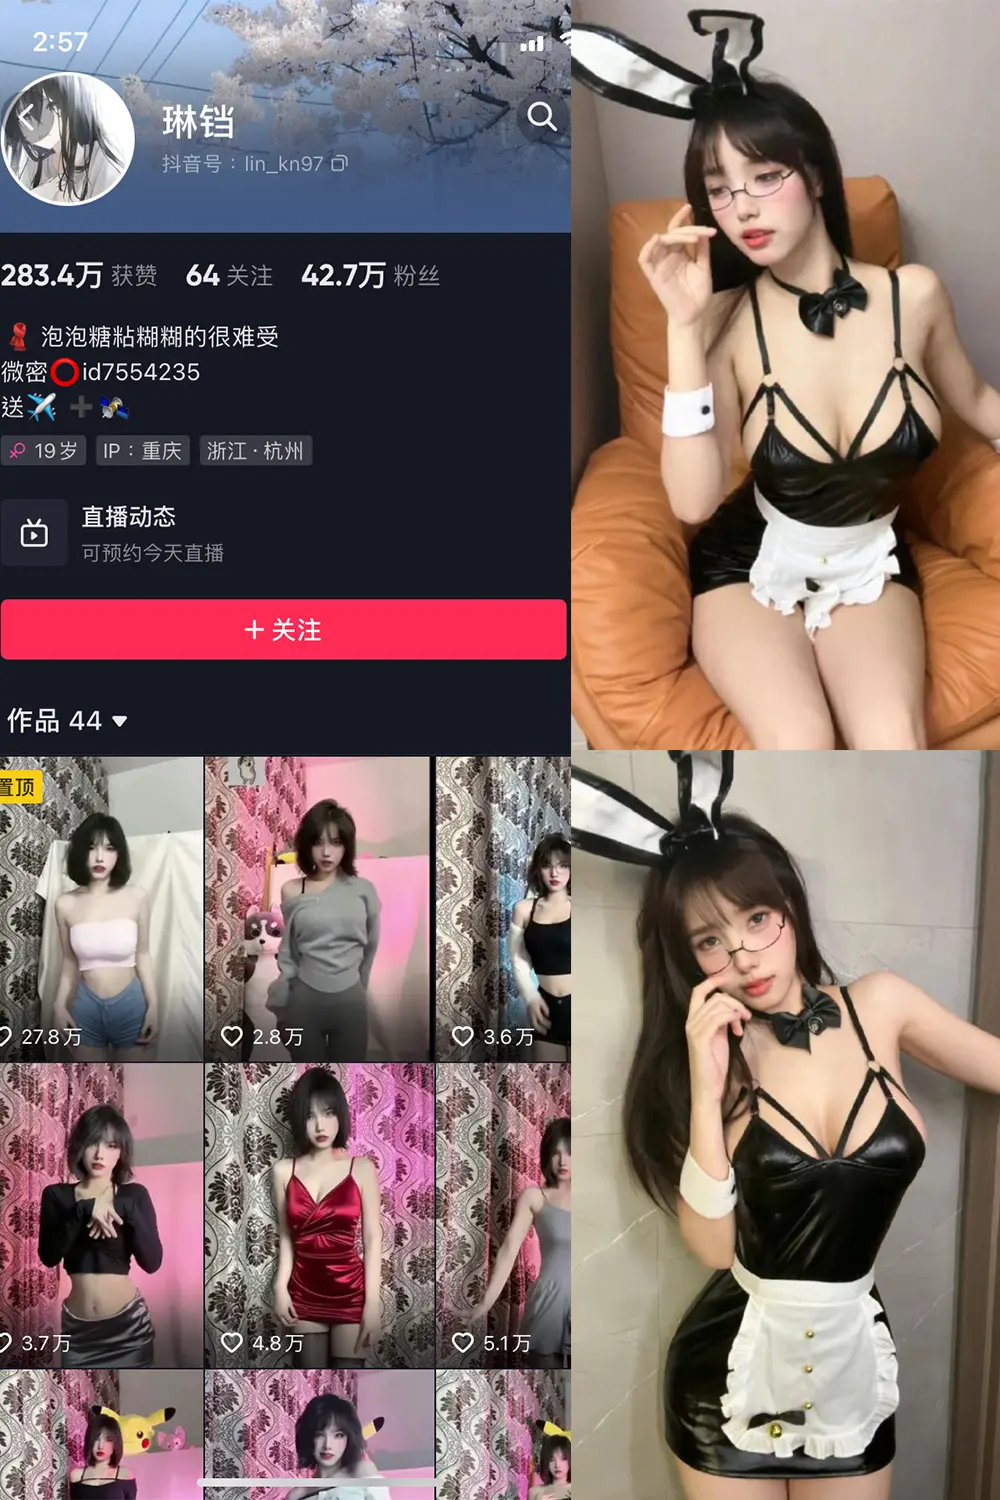 2:57
琳铛
抖音号：lin_kn97
283.4万 获赞 64 关注 42.7万 粉丝
泡泡糖粘糊糊的很难受
微密⭕id7554235
送✈️➕🛰️
19岁 IP：重庆 浙江·杭州
直播动态
可预约今天直播
＋关注
作品 44
置顶
27.8万 2.8万 3.6万
3.7万 4.8万 5.1万